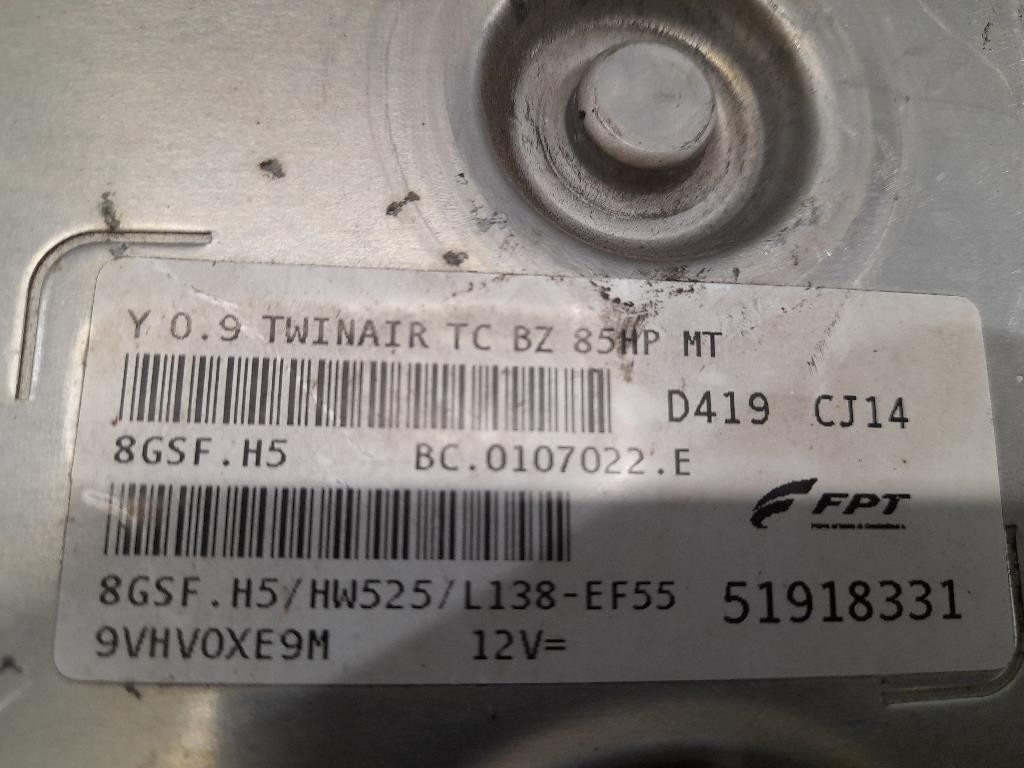 Y 0.9 TWINAIR TC BZ 85HP MT
D419 CJ14
8GSF.H5 BC.0107022.E
FPT
8GSF.H5/HW525/L138-EF55 51918331
9VHVOXE9M 12V=